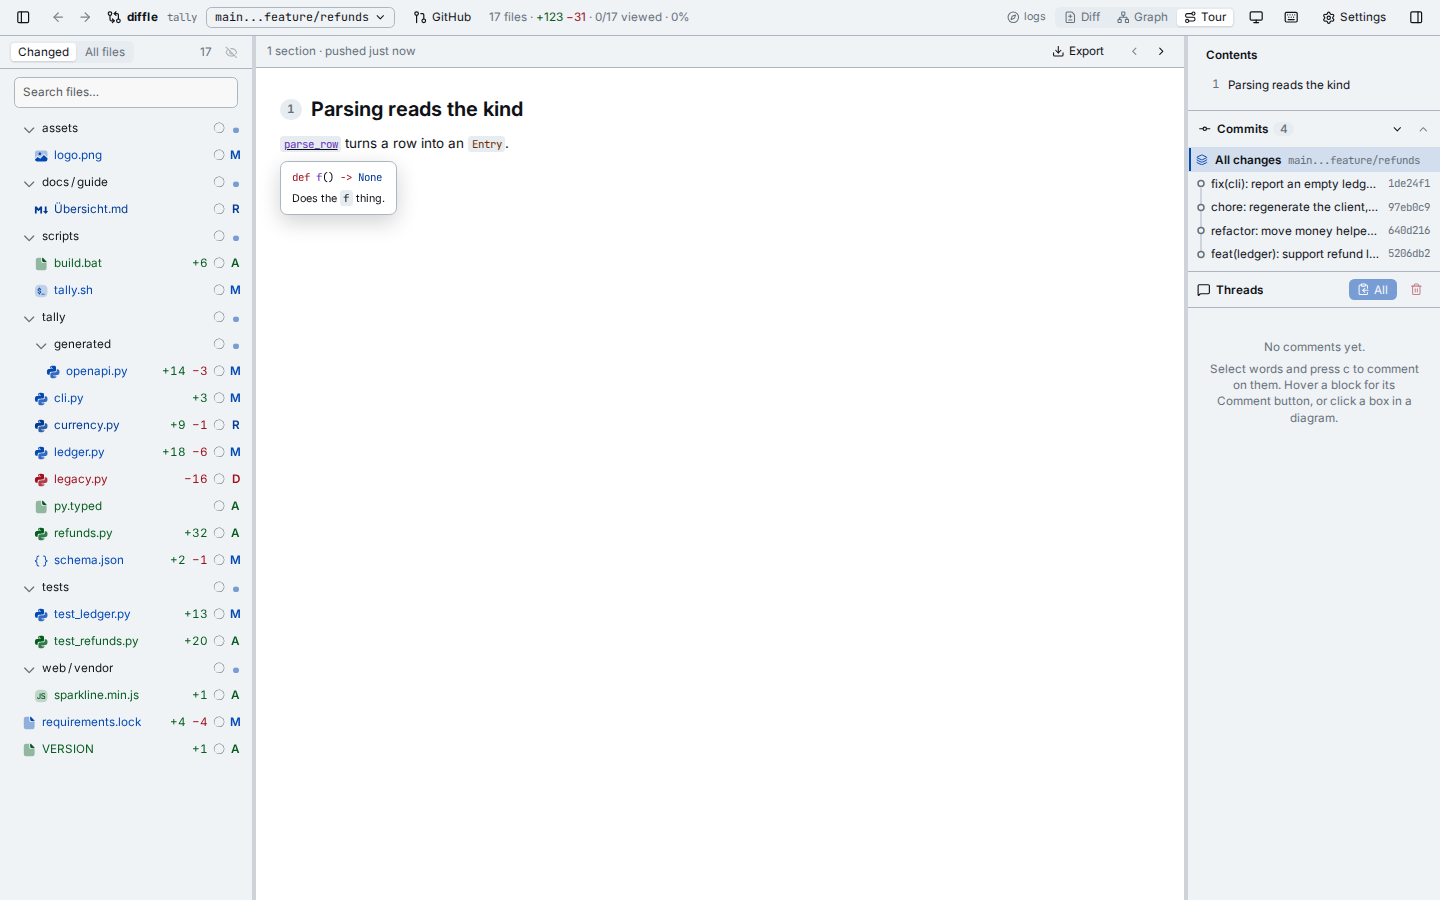 diffle tally main...feature/refunds GitHub 17 files · +123 −31 · 0/17 viewed · 0% logs Diff Graph Tour Settings
Changed All files 17
Search files...
assets
logo.png M
docs/guide
Übersicht.md R
scripts
build.bat +6 A
tally.sh M
tally
generated
openapi.py +14 −3 M
cli.py +3 M
currency.py +9 −1 R
ledger.py +18 −6 M
legacy.py −16 D
py.typed A
refunds.py +32 A
schema.json +2 −1 M
tests
test_ledger.py +13 M
test_refunds.py +20 A
web/vendor
sparkline.min.js +1 A
requirements.lock +4 −4 M
VERSION +1 A
1 section · pushed just now Export
1 Parsing reads the kind
parse_row turns a row into an Entry.
def f() -> None
Does the f thing.
Contents
1 Parsing reads the kind
Commits 4
All changes main...feature/refunds
fix(cli): report an empty ledg... 1de24f1
chore: regenerate the client,... 97eb0c9
refactor: move money helpe... 640d216
feat(ledger): support refund l... 5206db2
Threads All
No comments yet.
Select words and press c to comment
on them. Hover a block for its
Comment button, or click a box in a
diagram.